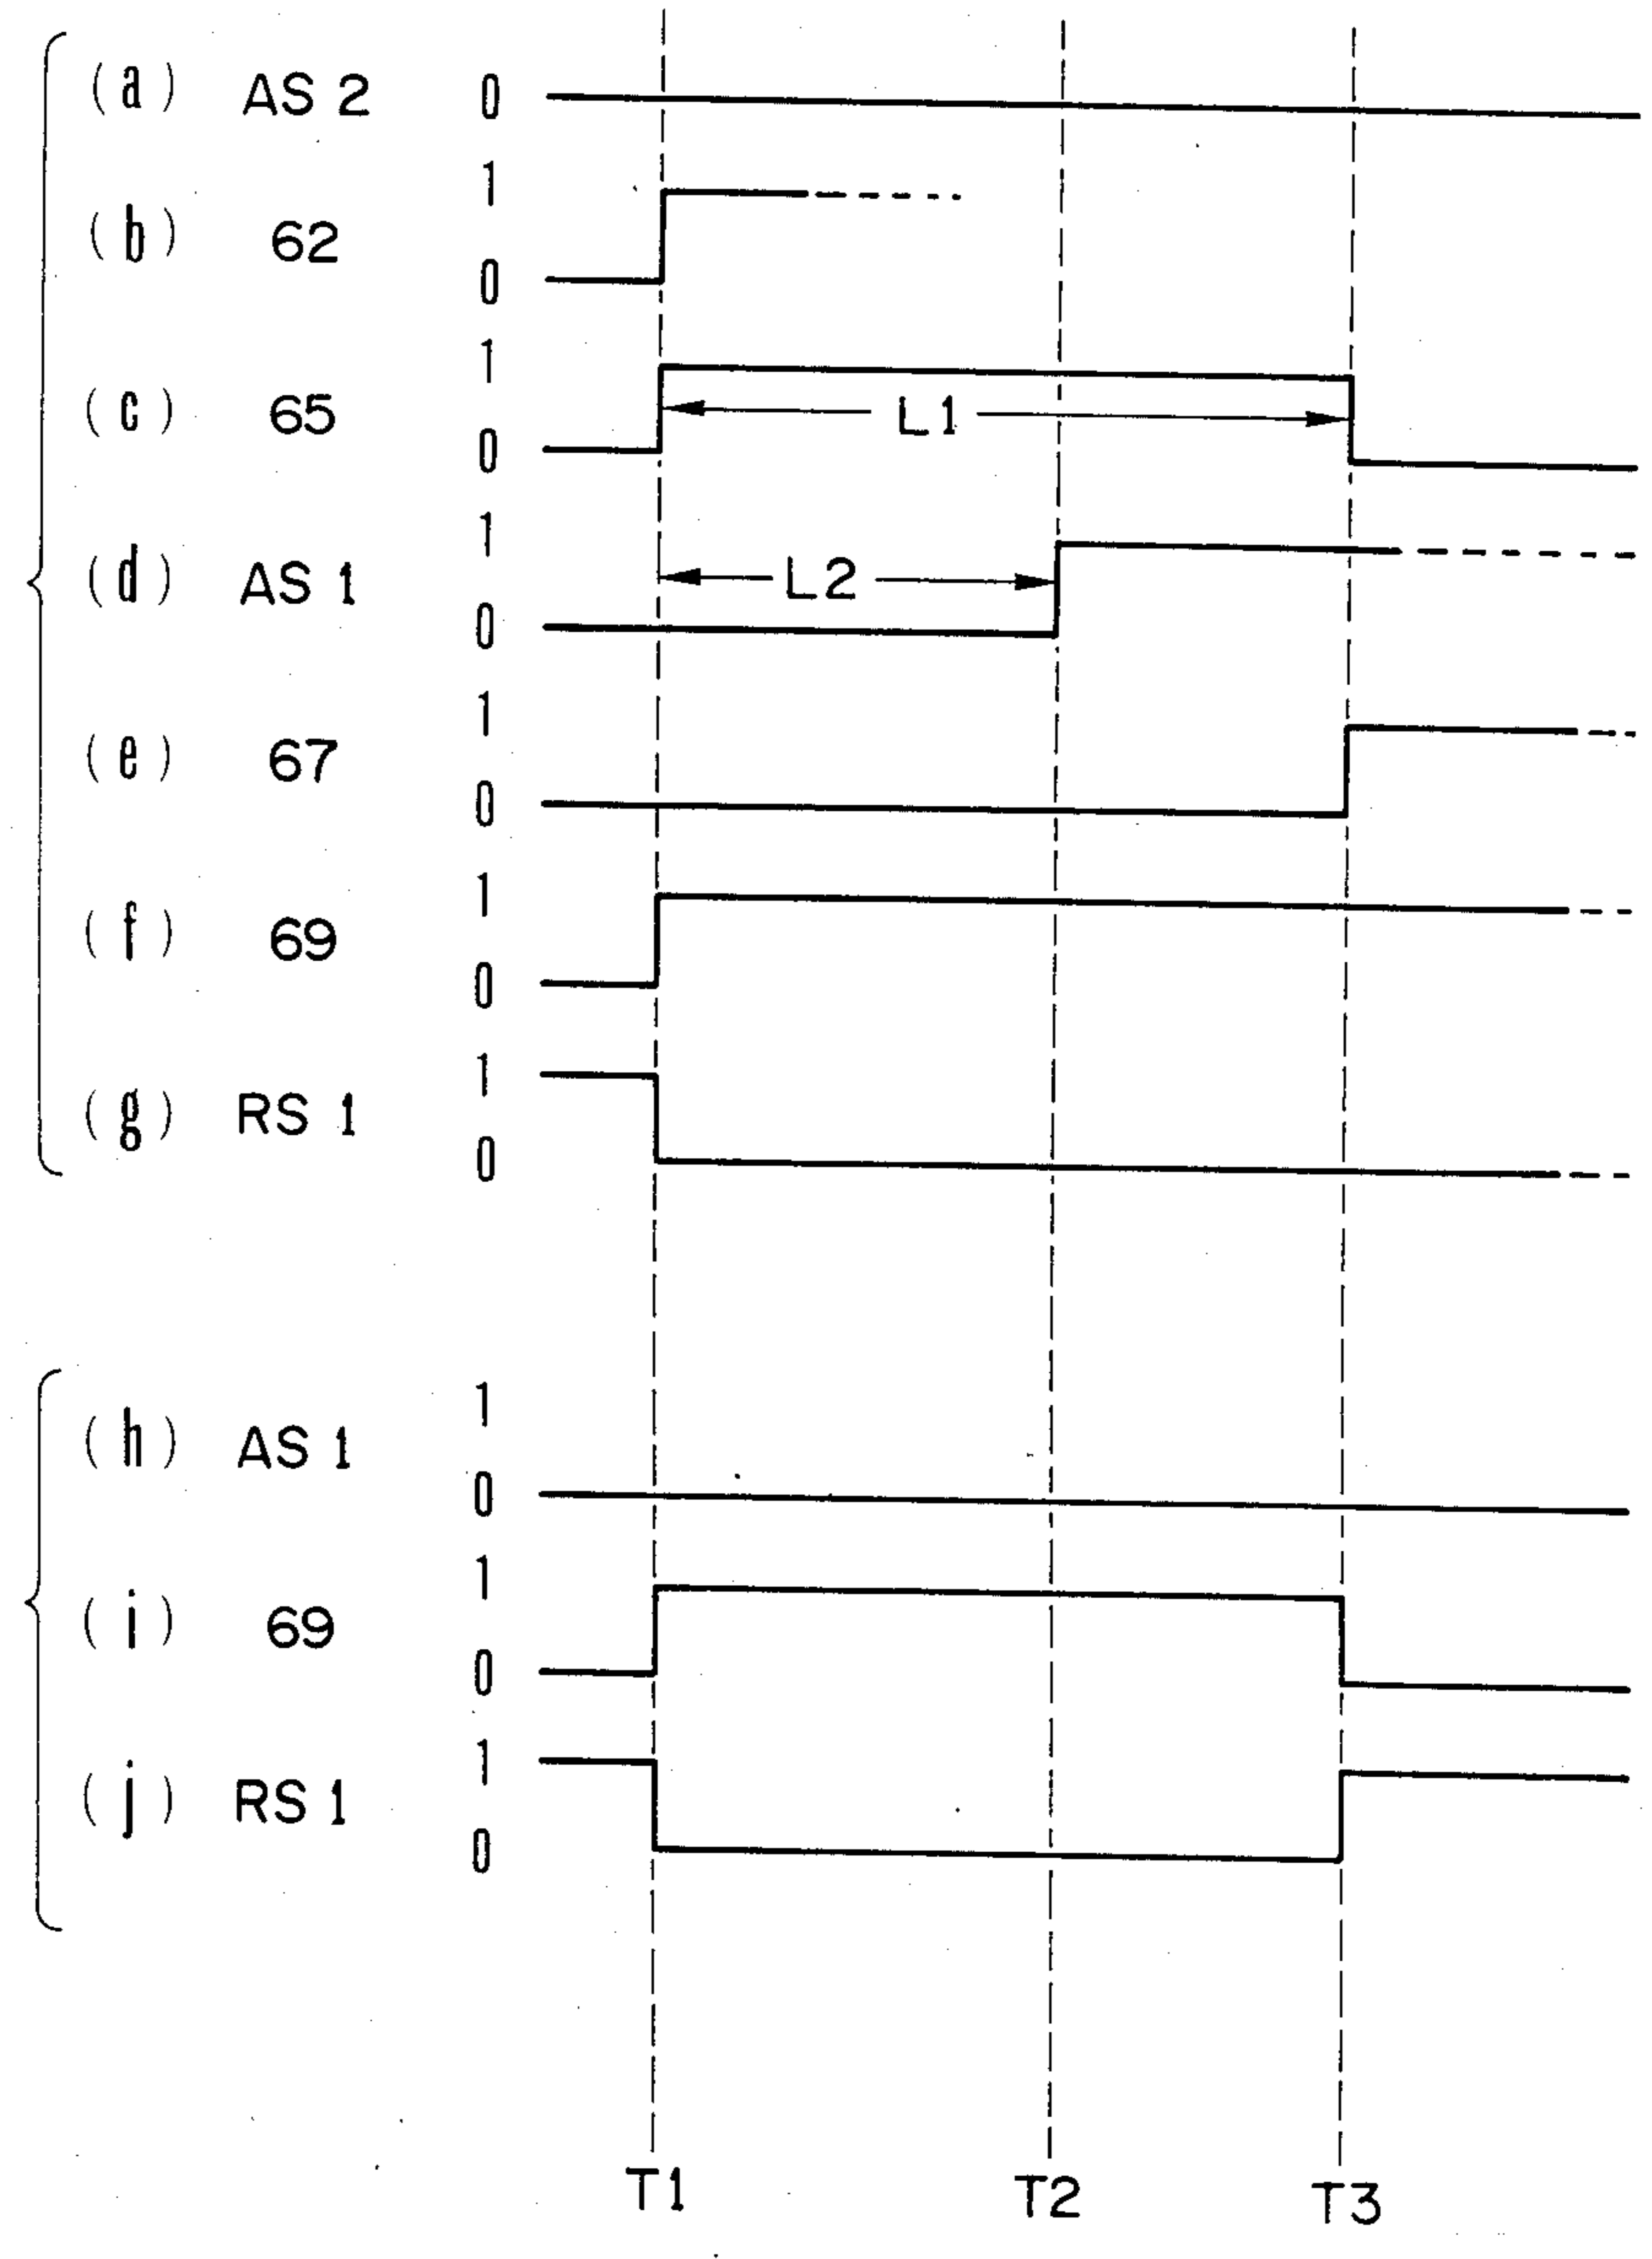 (a) AS 2 0
1
(b) 62
0
1
(c) 65 L1
0
1
(d) AS 1 L2
0
1
(e) 67
0
1
(f) 69
0
1
(g) RS 1
0
1
(h) AS 1
0
1
(i) 69
0
1
(j) RS 1
0
T1 T2 T3